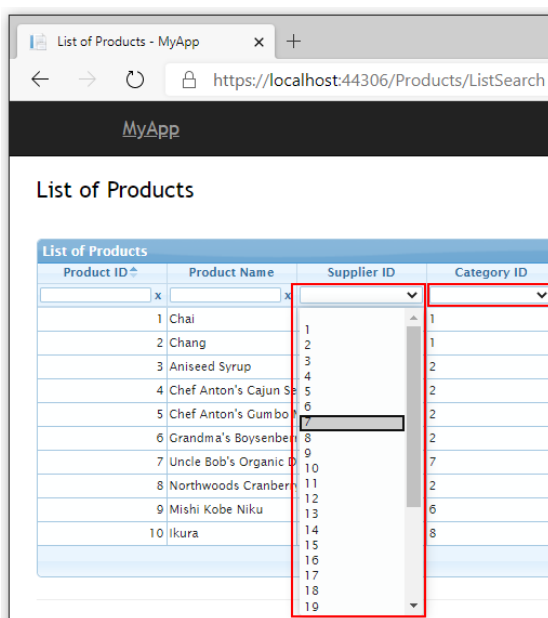 List of Products - MyApp
https://localhost:44306/Products/ListSearch
MyApp
List of Products
List of Products
Product ID Product Name Supplier ID Category ID
x x
1 Chai 1
2 Chang 1
3 Aniseed Syrup 2
4 Chef Anton's Cajun Se 2
5 Chef Anton's Gumbo 2
6 Grandma's Boysenber 2
7 Uncle Bob's Organic D 7
8 Northwoods Cranberr 2
9 Mishi Kobe Niku 6
10 Ikura 8
1
2
3
4
5
6
7
8
9
10
11
12
13
14
15
16
17
18
19